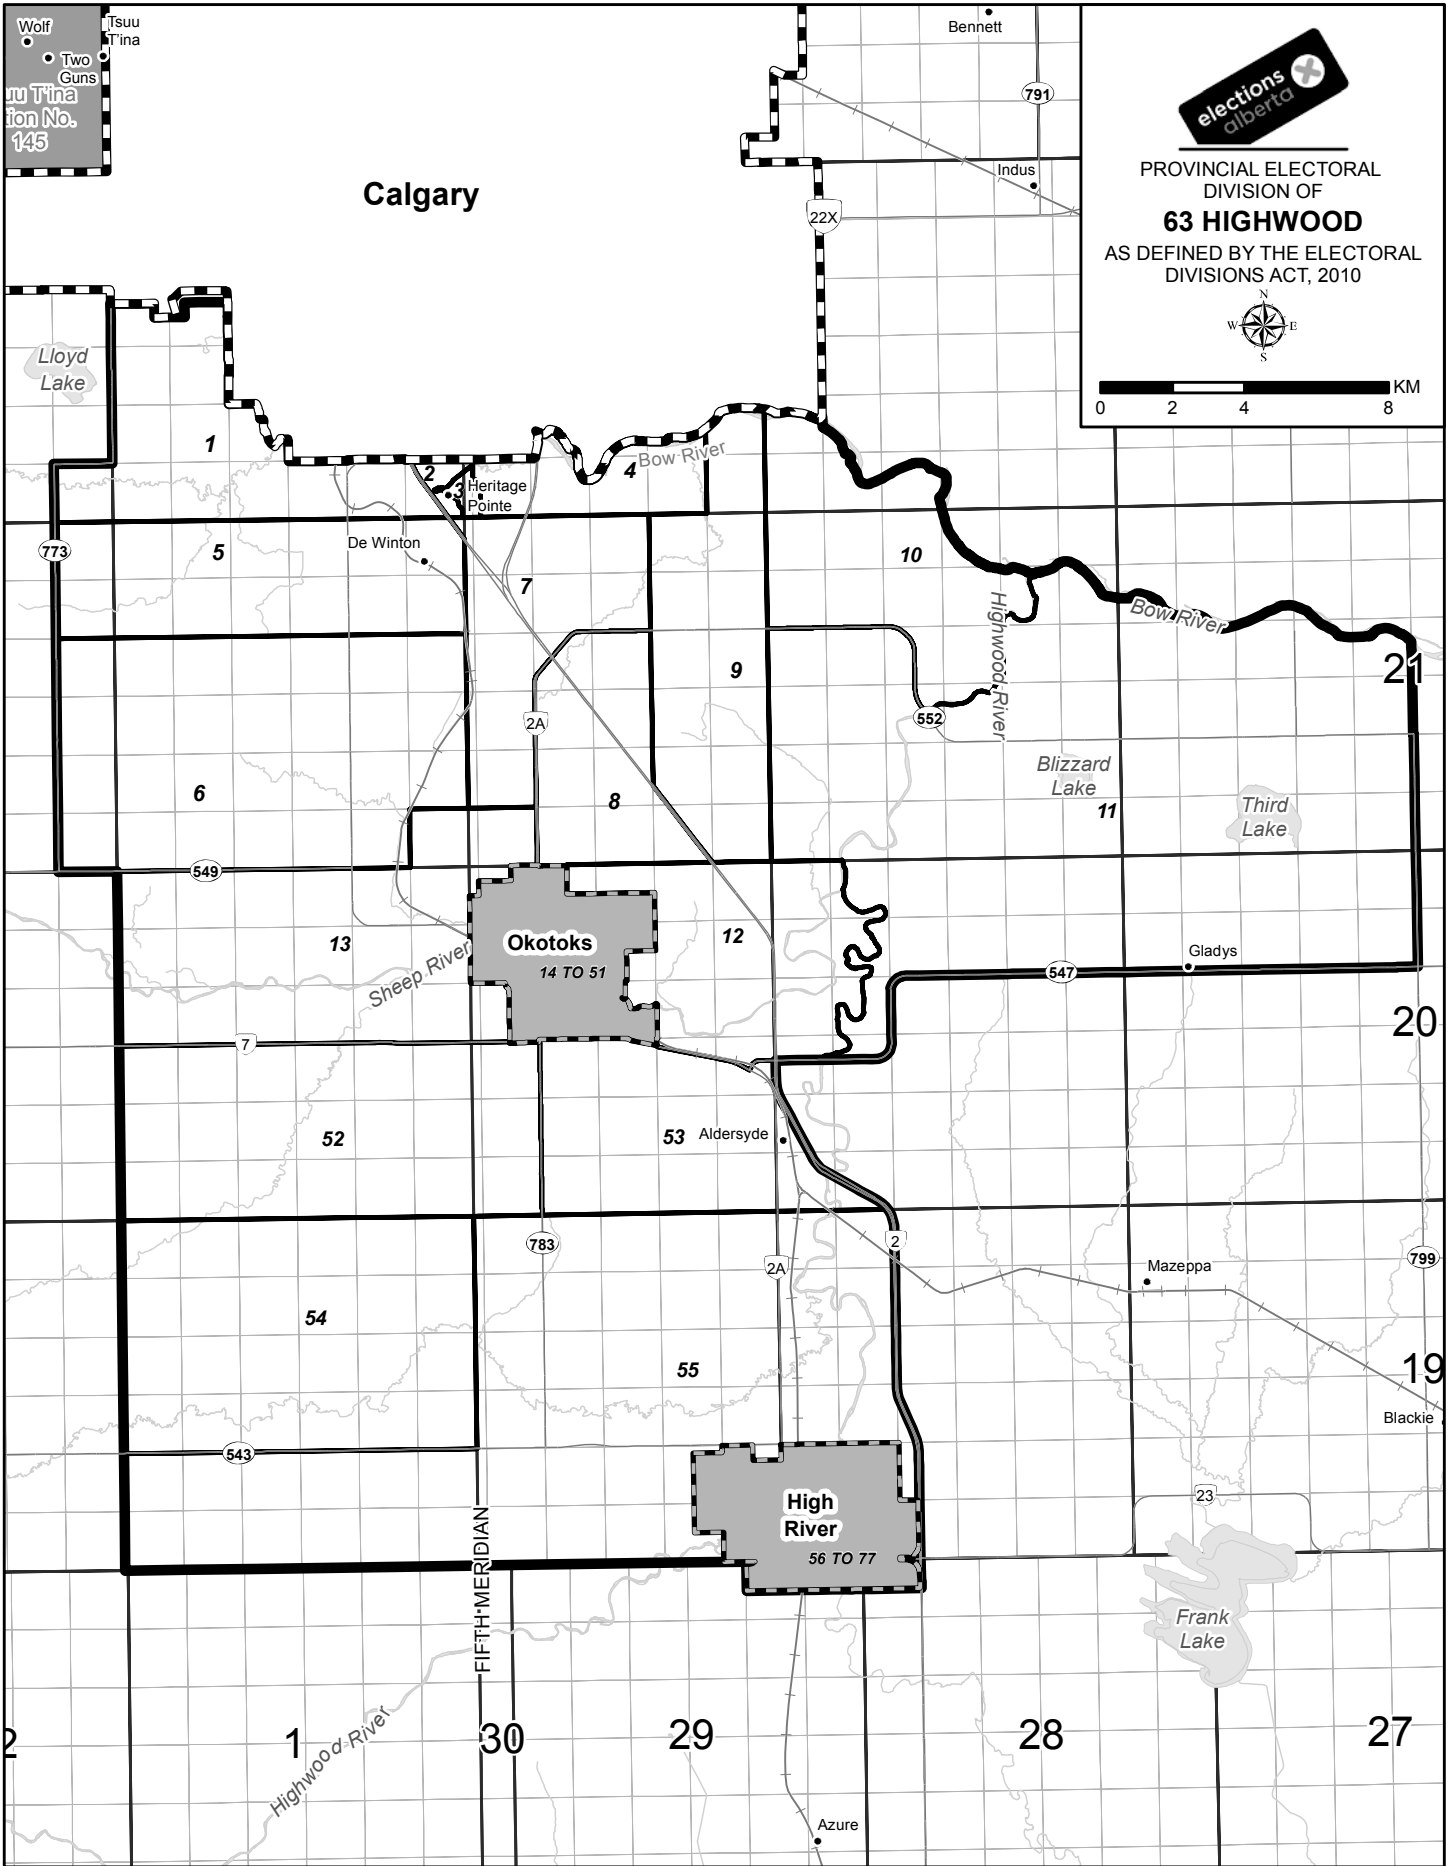 Wolf
Tsuu
T'ina
Two
Guns
uu T'ina
tion No.
145
Bennett
791
Calgary
Indus
22X
elections
alberta
PROVINCIAL ELECTORAL
DIVISION OF
63 HIGHWOOD
AS DEFINED BY THE ELECTORAL
DIVISIONS ACT, 2010
N
W E
S
KM
0 2 4 8
Lloyd
Lake
1
2
3
4
Bow River
Heritage
Pointe
773
5
De Winton
7
10
Highwood River
Bow River
21
9
2A
552
6
8
Blizzard
Lake
11
Third
Lake
549
13
Sheep River
Okotoks
14 TO 51
12
547
Gladys
20
7
52
53
Aldersyde
783
2
2A
Mazeppa
799
54
55
19
Blackie
543
High
River
56 TO 77
23
FIFTH MERIDIAN
Frank
Lake
2
1
30
29
28
27
Highwood River
Azure